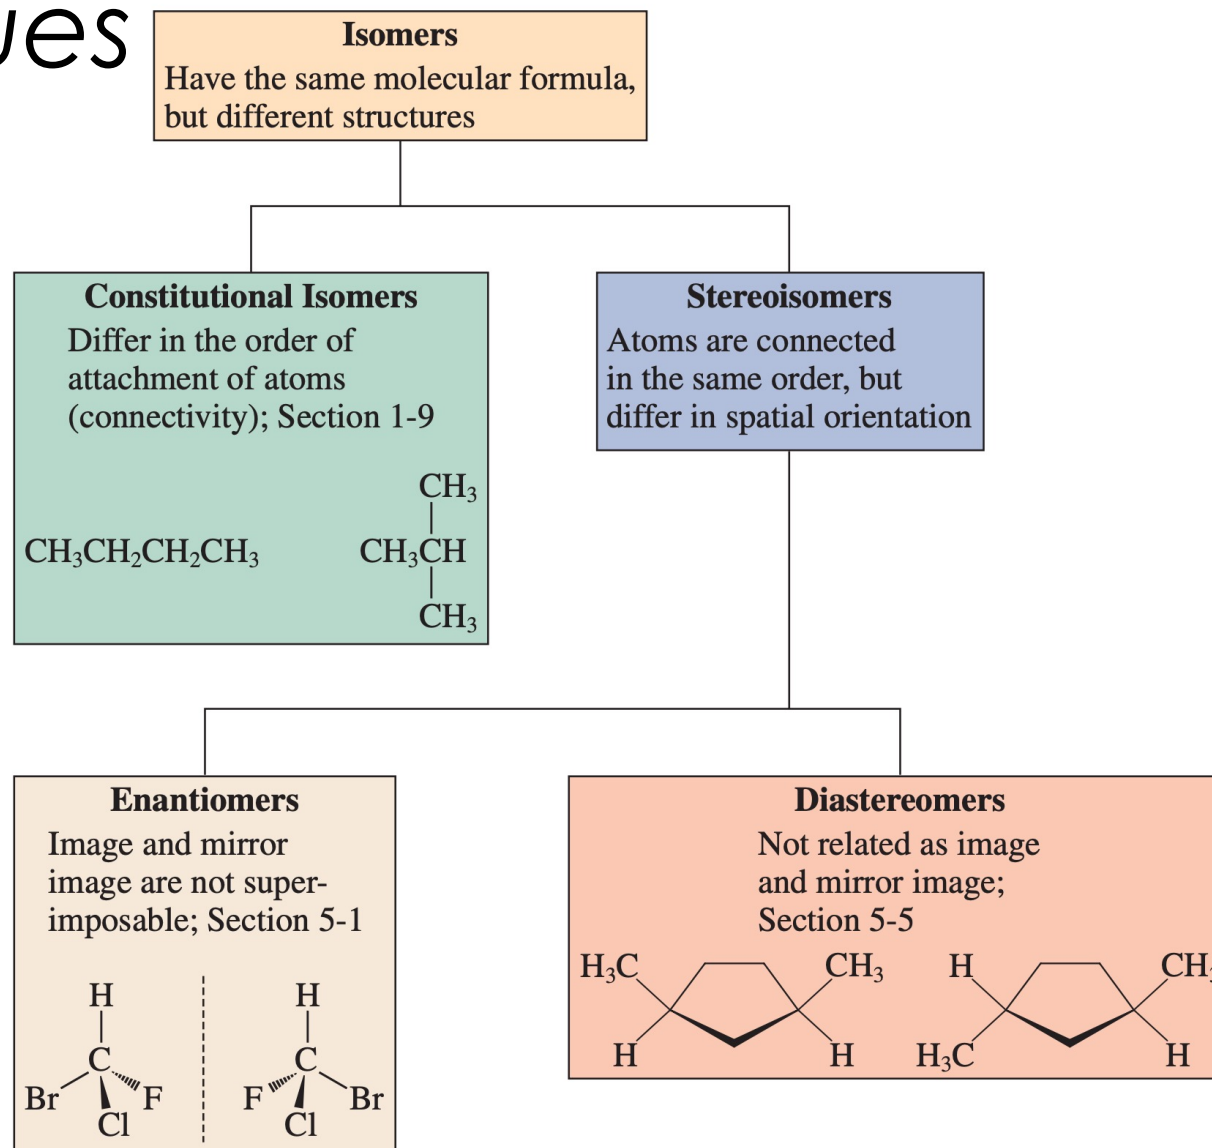 ues
Isomers
Have the same molecular formula,
but different structures
Constitutional Isomers
Differ in the order of
attachment of atoms
(connectivity); Section 1-9
CH₃
CH₃CH₂CH₂CH₃ CH₃CH
CH₃
Stereoisomers
Atoms are connected
in the same order, but
differ in spatial orientation
Enantiomers
Image and mirror
image are not super-
imposable; Section 5-1
H H
C C
Br F F Br
Cl Cl
Diastereomers
Not related as image
and mirror image;
Section 5-5
H₃C CH₃ H CH₃
H H H₃C H